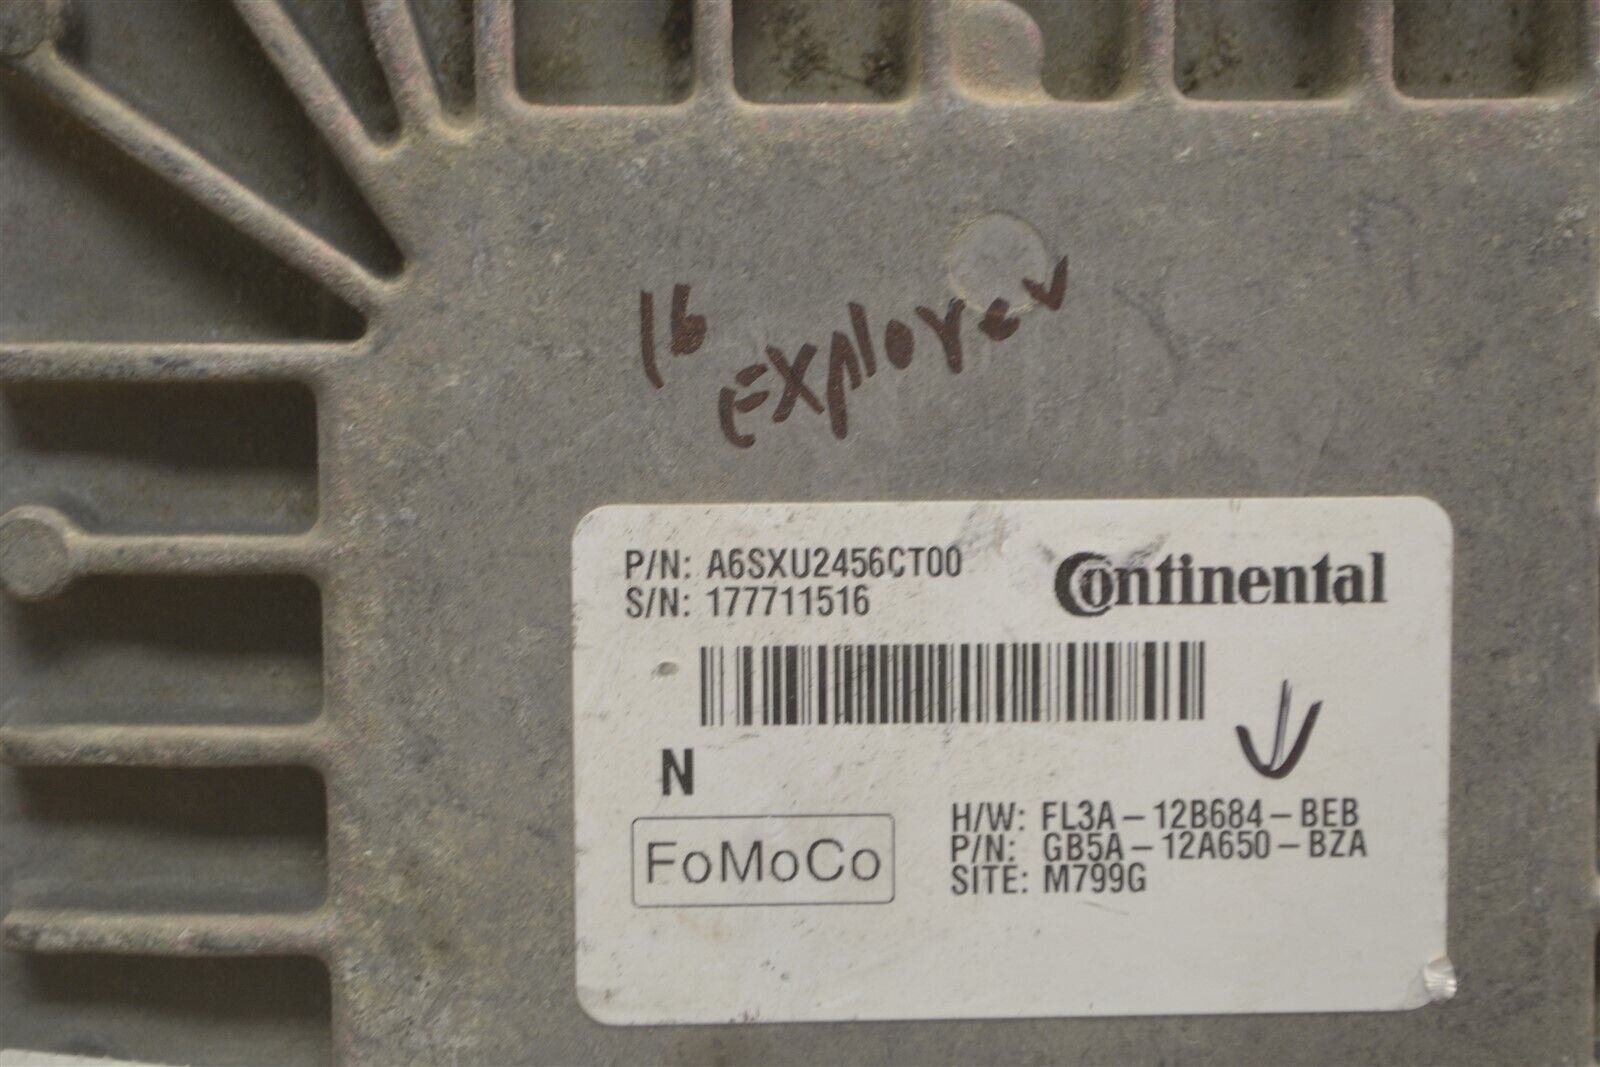 16
Explorer
P/N: A6SXU2456CT00
S/N: 177711516
Continental
N
FoMoCo
H/W: FL3A-12B684-BEB
P/N: GB5A-12A650-BZA
SITE: M799G